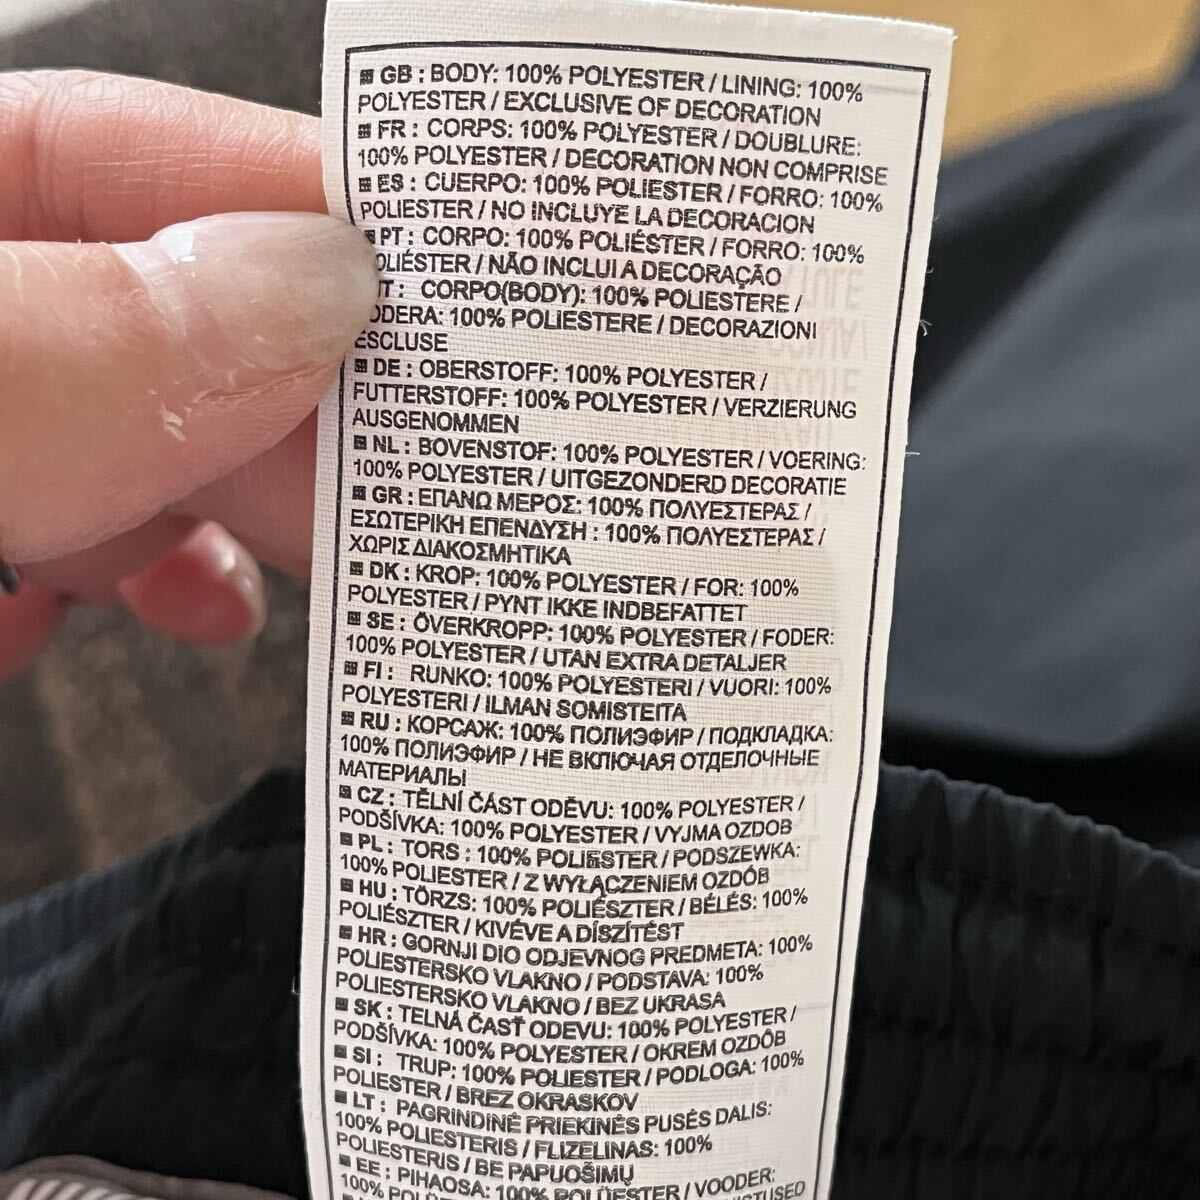 GB : BODY: 100% POLYESTER / LINING: 100%
POLYESTER / EXCLUSIVE OF DECORATION
FR : CORPS: 100% POLYESTER / DOUBLURE:
100% POLYESTER / DECORATION NON COMPRISE
ES : CUERPO: 100% POLIESTER / FORRO: 100%
POLIESTER / NO INCLUYE LA DECORACION
PT : CORPO: 100% POLIÉSTER / FORRO: 100%
OLIÉSTER / NÃO INCLUI A DECORAÇÃO
T : CORPO(BODY): 100% POLIESTERE /
ODERA: 100% POLIESTERE / DECORAZIONI
ESCLUSE
DE : OBERSTOFF: 100% POLYESTER /
FUTTERSTOFF: 100% POLYESTER / VERZIERUNG
AUSGENOMMEN
NL : BOVENSTOF: 100% POLYESTER / VOERING:
100% POLYESTER / UITGEZONDERD DECORATIE
GR : ΕΠΑΝΩ ΜΕΡΟΣ: 100% ΠΟΛΥΕΣΤΕΡΑΣ /
ΕΣΩΤΕΡΙΚΗ ΕΠΕΝΔΥΣΗ : 100% ΠΟΛΥΕΣΤΕΡΑΣ /
ΧΩΡΙΣ ΔΙΑΚΟΣΜΗΤΙΚΑ
DK : KROP: 100% POLYESTER / FOR: 100%
POLYESTER / PYNT IKKE INDBEFATTET
SE : ÖVERKROPP: 100% POLYESTER / FODER:
100% POLYESTER / UTAN EXTRA DETALJER
FI : RUNKO: 100% POLYESTERI / VUORI: 100%
POLYESTERI / ILMAN SOMISTEITA
RU : КОРСАЖ: 100% ПОЛИЭФИР / ПОДКЛАДКА:
100% ПОЛИЭФИР / НЕ ВКЛЮЧАЯ ОТДЕЛОЧНЫЕ
МАТЕРИАЛЫ
CZ : TĚLNÍ ČÁST ODĚVU: 100% POLYESTER /
PODŠÍVKA: 100% POLYESTER / VYJMA OZDOB
PL : TORS : 100% POLIESTER / PODSZEWKA:
100% POLIESTER / Z WYŁĄCZENIEM OZDÓB
HU : TÖRZS: 100% POLIÉSZTER / BÉLÉS: 100%
POLIÉSZTER / KIVÉVE A DÍSZÍTÉST
HR : GORNJI DIO ODJEVNOG PREDMETA: 100%
POLIESTERSKO VLAKNO / PODSTAVA: 100%
POLIESTERSKO VLAKNO / BEZ UKRASA
SK : TELNÁ ČASŤ ODEVU: 100% POLYESTER /
PODŠÍVKA: 100% POLYESTER / OKREM OZDÔB
SI : TRUP: 100% POLIESTER / PODLOGA: 100%
POLIESTER / BREZ OKRASKOV
LT : PAGRINDINĖ PRIEKINĖS PUSĖS DALIS:
100% POLIESTERIS / FLIZELINAS: 100%
POLIESTERIS / BE PAPUOŠIMŲ
EE : PIHAOSA: 100% POLÜESTER / VOODER:
100%